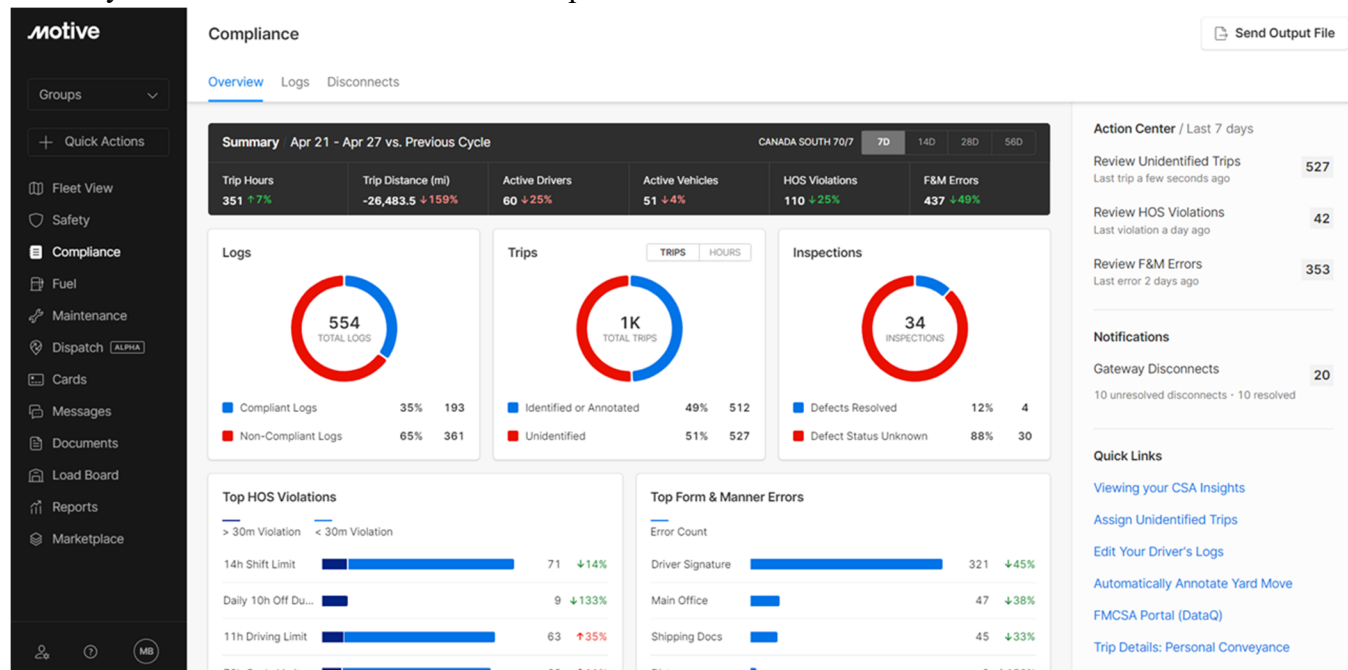 motive
Groups
Quick Actions
Fleet View
Safety
Compliance
Fuel
Maintenance
Dispatch ALPHA
Cards
Messages
Documents
Load Board
Reports
Marketplace
MB
Compliance
Send Output File
Overview Logs Disconnects
Summary / Apr 21 - Apr 27 vs. Previous Cycle CANADA SOUTH 70/7 7D 14D 28D 56D
Trip Hours Trip Distance (mi) Active Drivers Active Vehicles HOS Violations F&M Errors
351 ↑7% -26,483.5 ↓159% 60 ↓25% 51 ↓4% 110 ↓25% 437 ↓49%
Logs
554
TOTAL LOGS
Compliant Logs 35% 193
Non-Compliant Logs 65% 361
Trips TRIPS HOURS
1K
TOTAL TRIPS
Identified or Annotated 49% 512
Unidentified 51% 527
Inspections
34
INSPECTIONS
Defects Resolved 12% 4
Defect Status Unknown 88% 30
Top HOS Violations
> 30m Violation < 30m Violation
14h Shift Limit 71 ↓14%
Daily 10h Off Du... 9 ↓133%
11h Driving Limit 63 ↑35%
Top Form & Manner Errors
Error Count
Driver Signature 321 ↓45%
Main Office 47 ↓38%
Shipping Docs 45 ↓33%
Action Center / Last 7 days
Review Unidentified Trips 527
Last trip a few seconds ago
Review HOS Violations 42
Last violation a day ago
Review F&M Errors 353
Last error 2 days ago
Notifications
Gateway Disconnects 20
10 unresolved disconnects · 10 resolved
Quick Links
Viewing your CSA Insights
Assign Unidentified Trips
Edit Your Driver's Logs
Automatically Annotate Yard Move
FMCSA Portal (DataQ)
Trip Details: Personal Conveyance